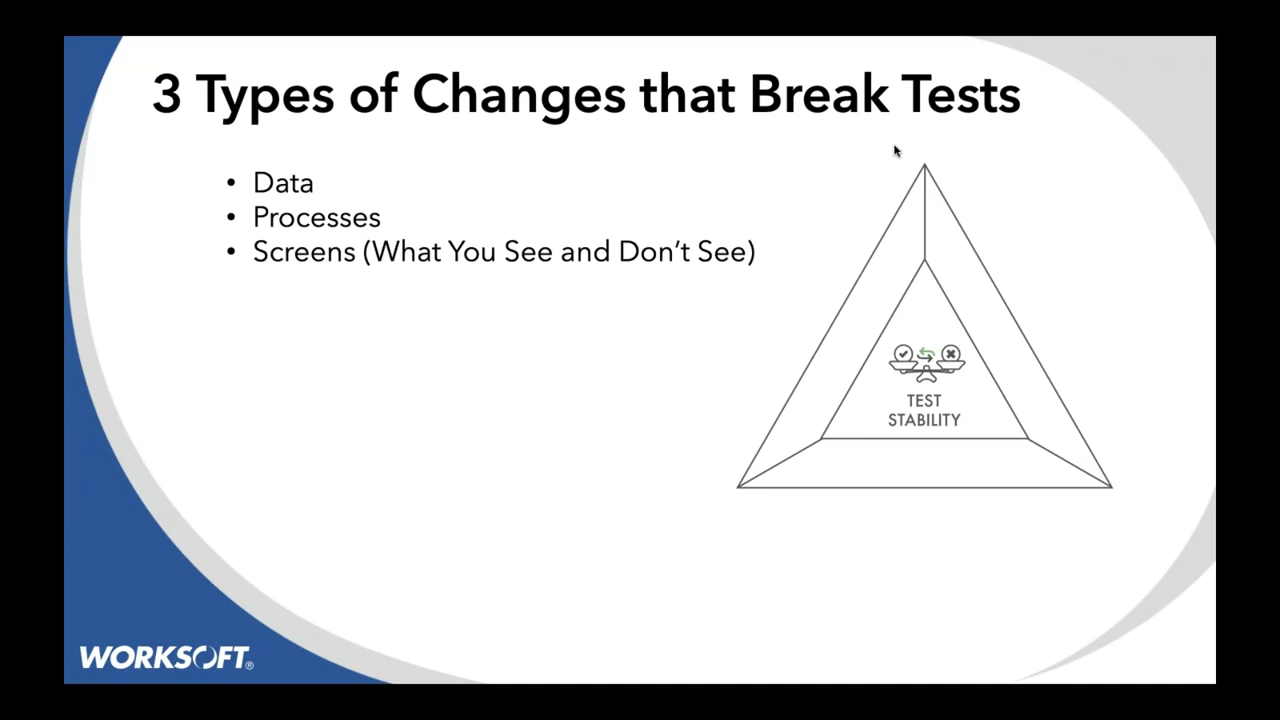 3 Types of Changes that Break Tests
• Data
• Processes
• Screens (What You See and Don’t See)
TEST
STABILITY
WORKSOFT®